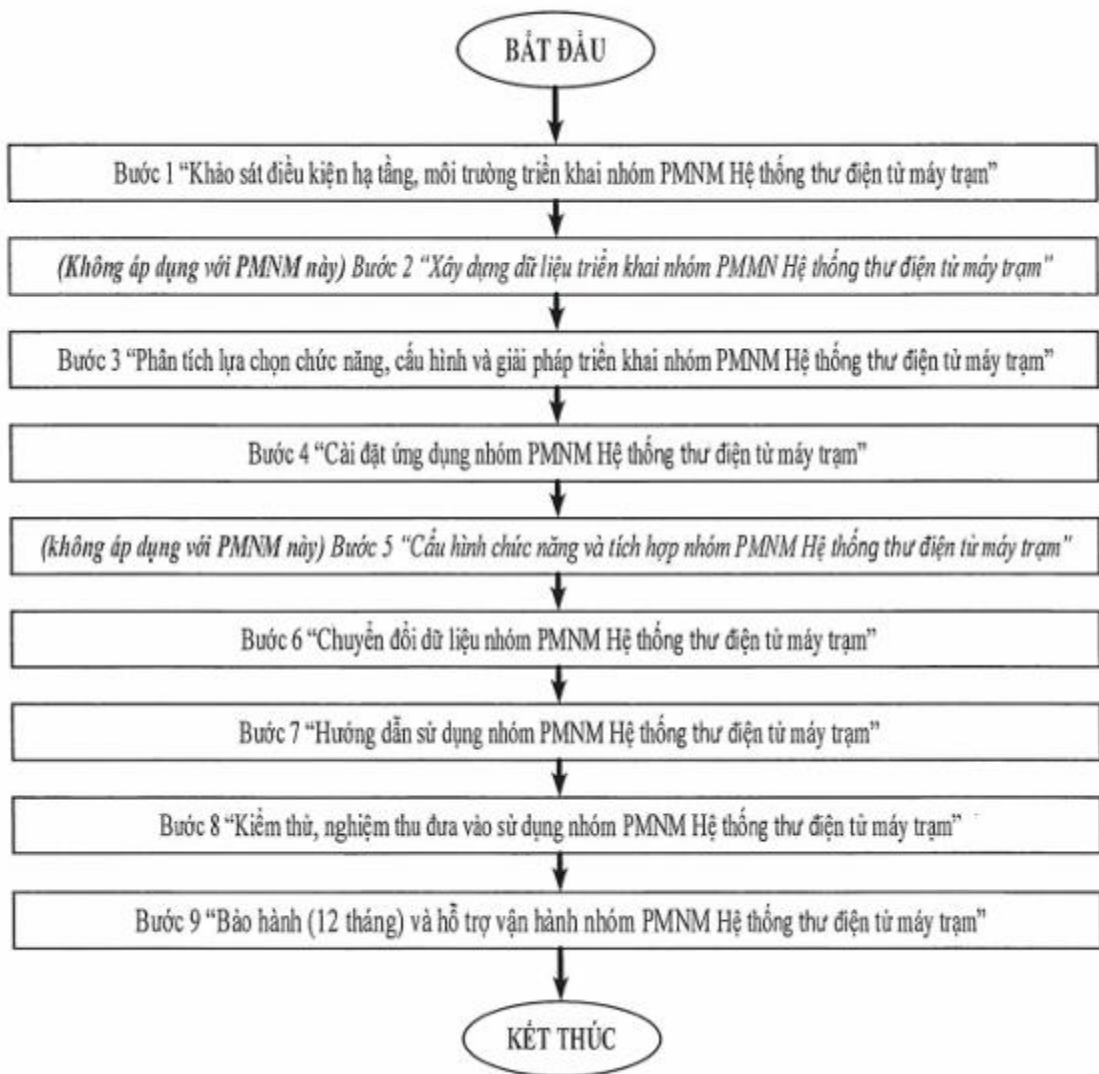 BẮT ĐẦU
Bước 1 “Khảo sát điều kiện hạ tầng, môi trường triển khai nhóm PMNM Hệ thống thư điện tử máy trạm”
(Không áp dụng với PMNM này) Bước 2 “Xây dựng dữ liệu triển khai nhóm PMMN Hệ thống thư điện tử máy trạm"
Bước 3 “Phân tích lựa chọn chức năng, cấu hình và giải pháp triển khai nhóm PMNM Hệ thống thư điện tử máy trạm”
Bước 4 “Cài đặt ứng dụng nhóm PMNM Hệ thống thư điện tử máy trạm”
(không áp dụng với PMNM này) Bước 5 "Cấu hình chức năng và tích hợp nhóm PMNM Hệ thống thư điện tử máy trạm"
Bước 6 “Chuyển đổi dữ liệu nhóm PMNM Hệ thống thư điện tử máy trạm”
Bước 7 “Hướng dẫn sử dụng nhóm PMNM Hệ thống thư điện tử máy trạm”
Bước 8 “Kiểm thử, nghiệm thu đưa vào sử dụng nhóm PMNM Hệ thống thư điện tử máy trạm”
Bước 9 “Bảo hành (12 tháng) và hỗ trợ vận hành nhóm PMNM Hệ thống thư điện tử máy trạm”
KẾT THÚC